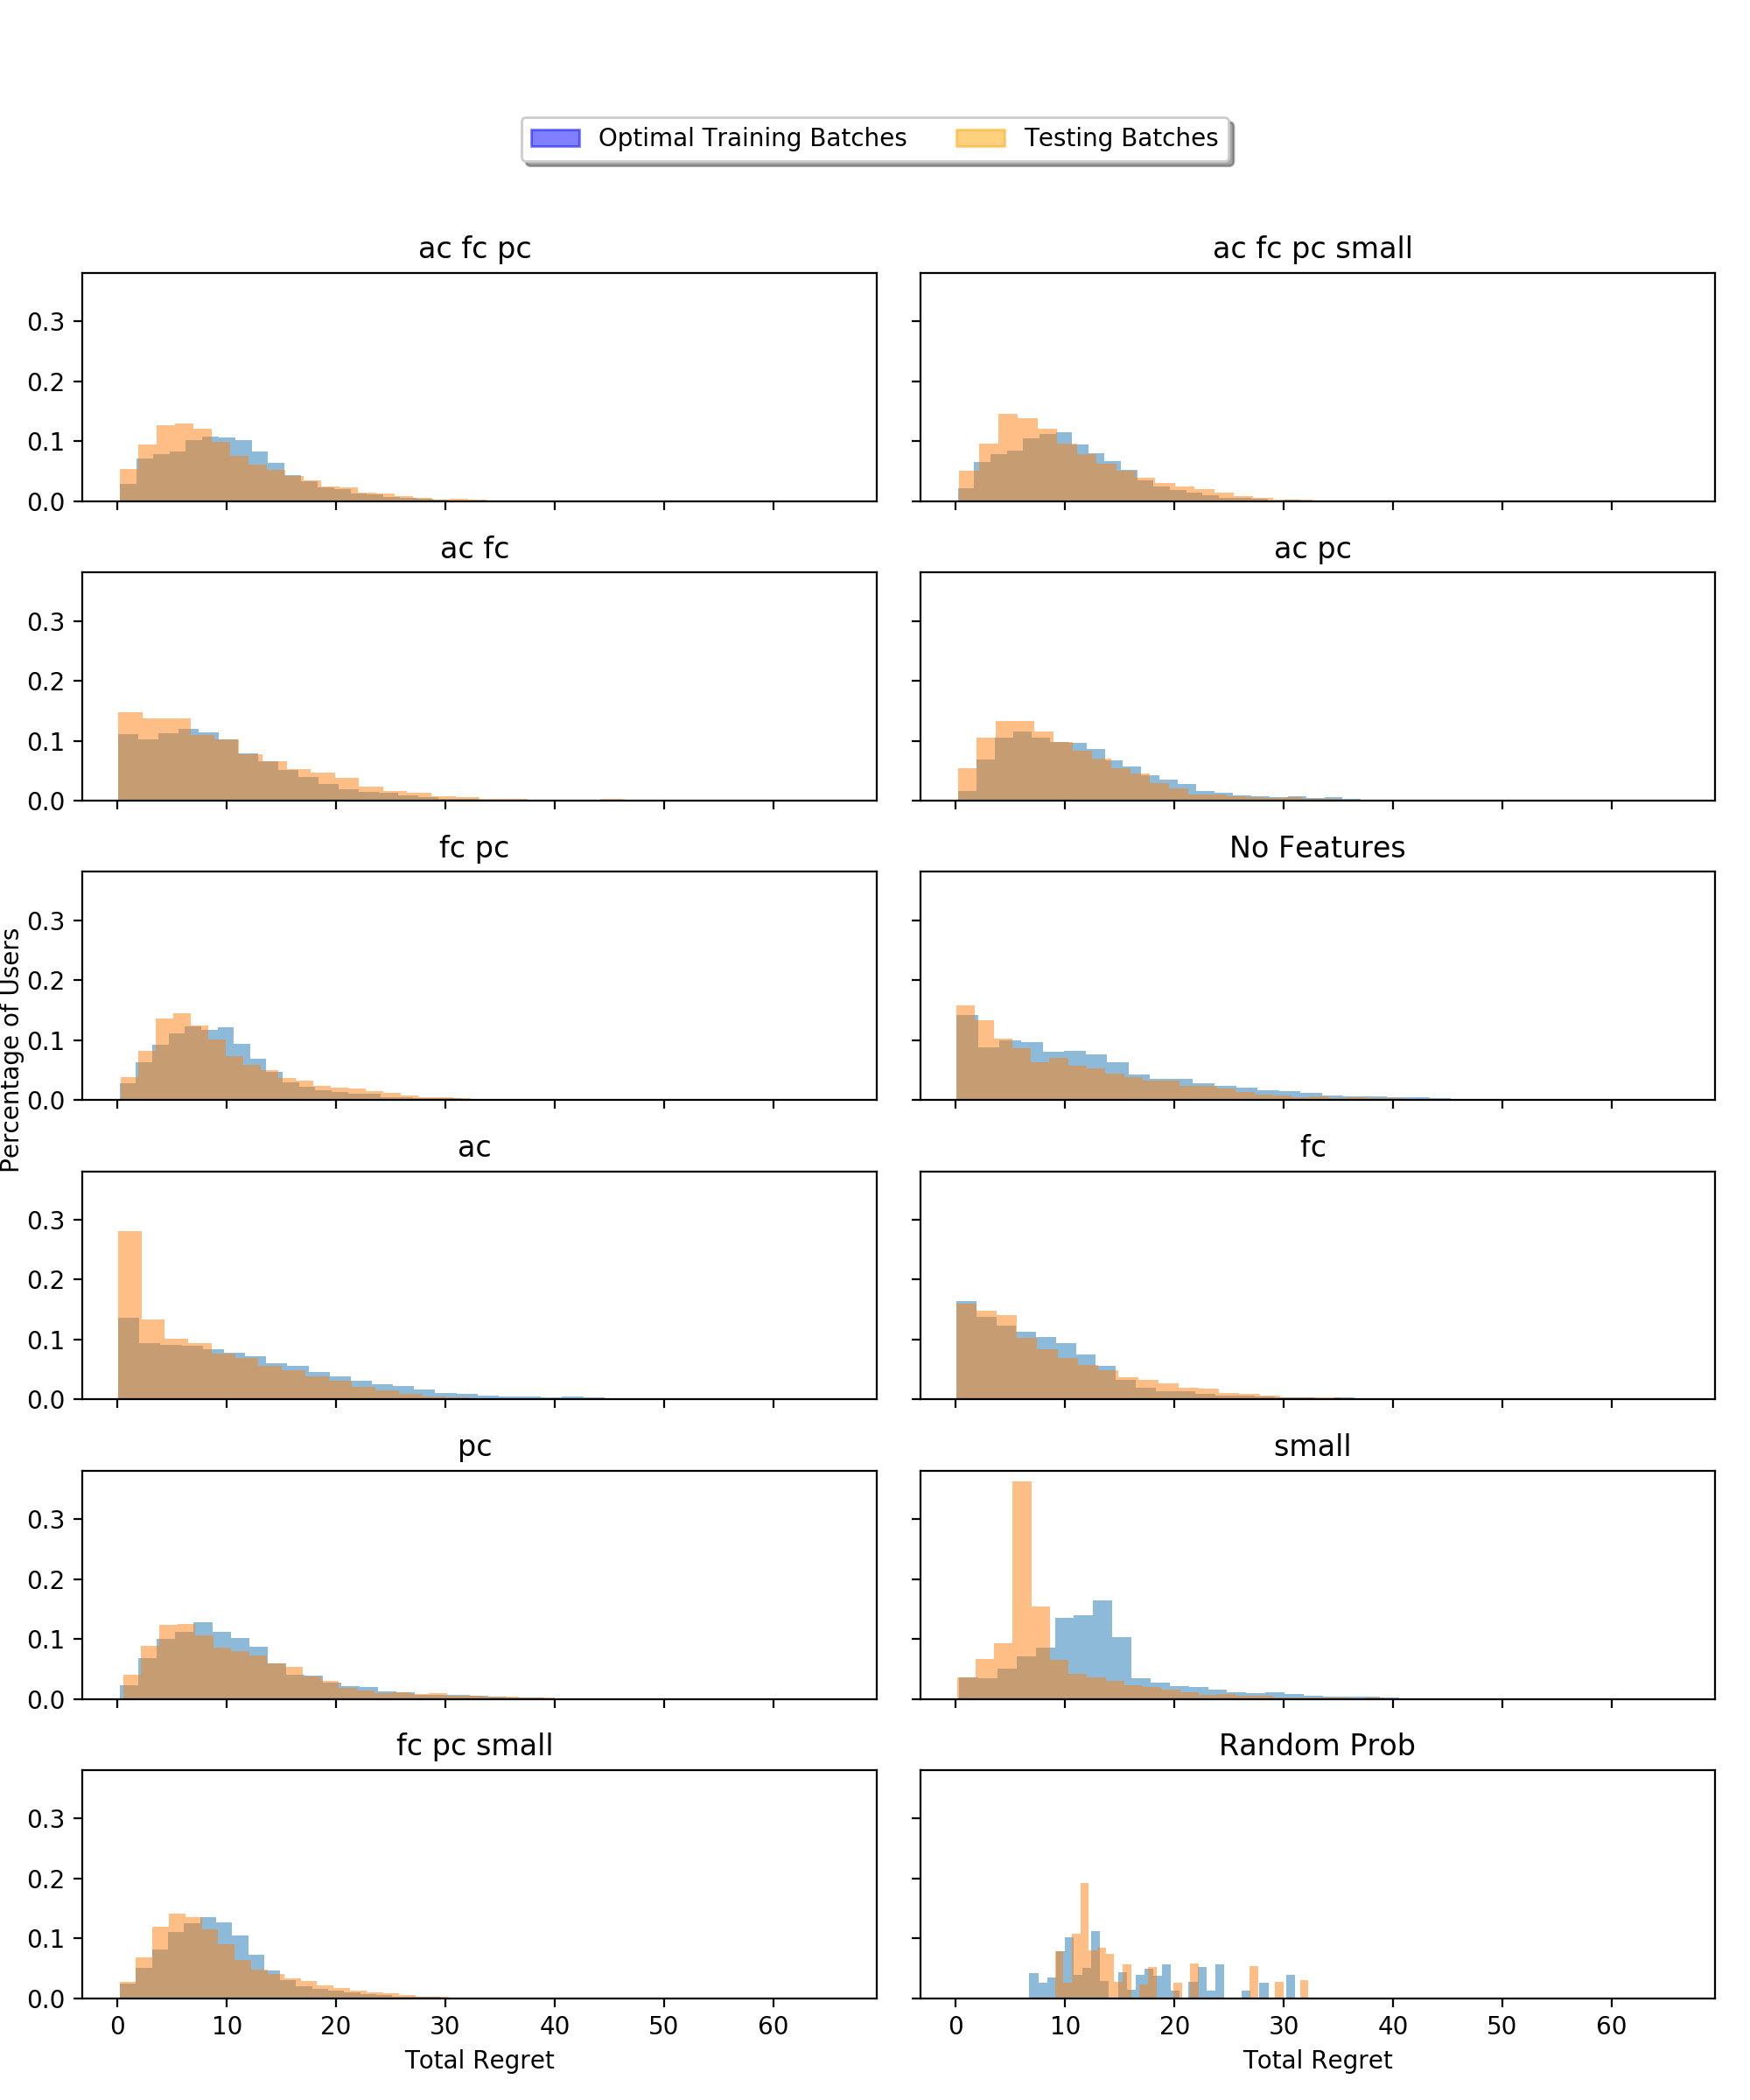 Optimal Training Batches Testing Batches
ac fc pc ac fc pc small
0.3
0.2
0.1
0.0
ac fc ac pc
0.3
0.2
0.1
0.0
fc pc No Features
0.3
0.2
0.1
0.0
Percentage of Users
ac fc
0.3
0.2
0.1
0.0
pc small
0.3
0.2
0.1
0.0
fc pc small Random Prob
0.3
0.2
0.1
0.0
0 10 20 30 40 50 60 0 10 20 30 40 50 60
Total Regret Total Regret